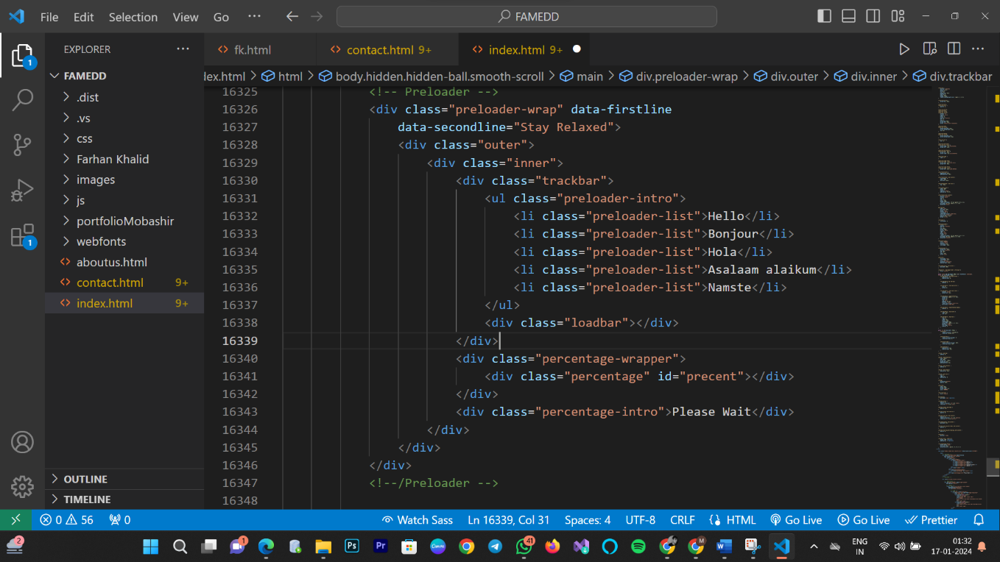 File Edit Selection View Go ··· FAMEDD
EXPLORER ···
FAMEDD
.dist
.vs
css
Farhan Khalid
images
js
portfolioMobashir
webfonts
aboutus.html
contact.html 9+
index.html 9+
OUTLINE
TIMELINE
1
1
fk.html contact.html 9+ index.html 9+
dex.html > html > body.hidden.hidden-ball.smooth-scroll > main > div.preloader-wrap > div.outer > div.inner > div.trackbar
16325 <!-- Preloader -->
16326 <div class="preloader-wrap" data-firstline
16327 data-secondline="Stay Relaxed">
16328 <div class="outer">
16329 <div class="inner">
16330 <div class="trackbar">
16331 <ul class="preloader-intro">
16332 <li class="preloader-list">Hello</li>
16333 <li class="preloader-list">Bonjour</li>
16334 <li class="preloader-list">Hola</li>
16335 <li class="preloader-list">Asalaam alaikum</li>
16336 <li class="preloader-list">Namste</li>
16337 </ul>
16338 <div class="loadbar"></div>
16339 </div>
16340 <div class="percentage-wrapper">
16341 <div class="percentage" id="precent"></div>
16342 </div>
16343 <div class="percentage-intro">Please Wait</div>
16344 </div>
16345 </div>
16346 </div>
16347 <!--/Preloader -->
16348
0 56 0 Watch Sass Ln 16339, Col 31 Spaces: 4 UTF-8 CRLF HTML Go Live Go Live Prettier
2 1 Ps Pr Canva 41 M W ENG 01:32
IN 17-01-2024